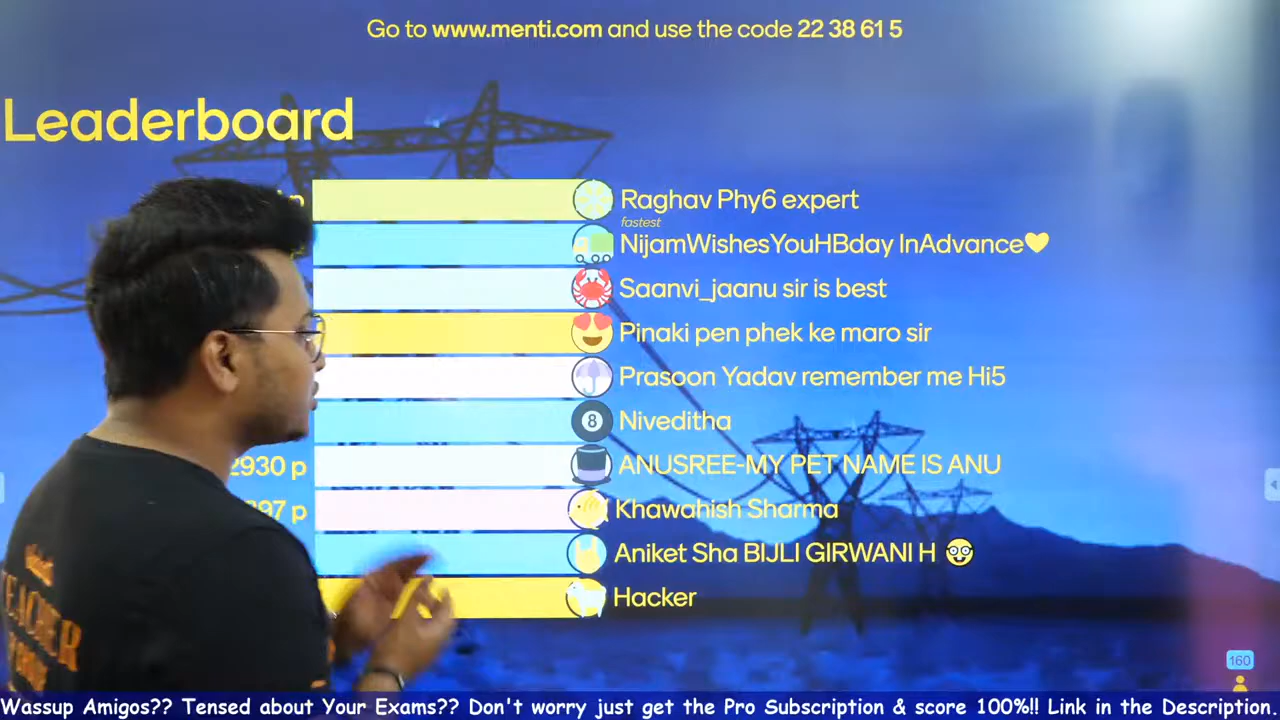 Go to www.menti.com and use the code 22 38 61 5
Leaderboard
p
Raghav Phy6 expert
fastest
NijamWishesYouHBday InAdvance💛
Saanvi_jaanu sir is best
Pinaki pen phek ke maro sir
Prasoon Yadav remember me Hi5
8 Niveditha
2930 p ANUSREE-MY PET NAME IS ANU
97 p Khawahish Sharma
Aniket Sha BIJLI GIRWANI H 🤓
Hacker
160
Wassup Amigos?? Tensed about Your Exams?? Don't worry just get the Pro Subscription & score 100%!! Link in the Description.